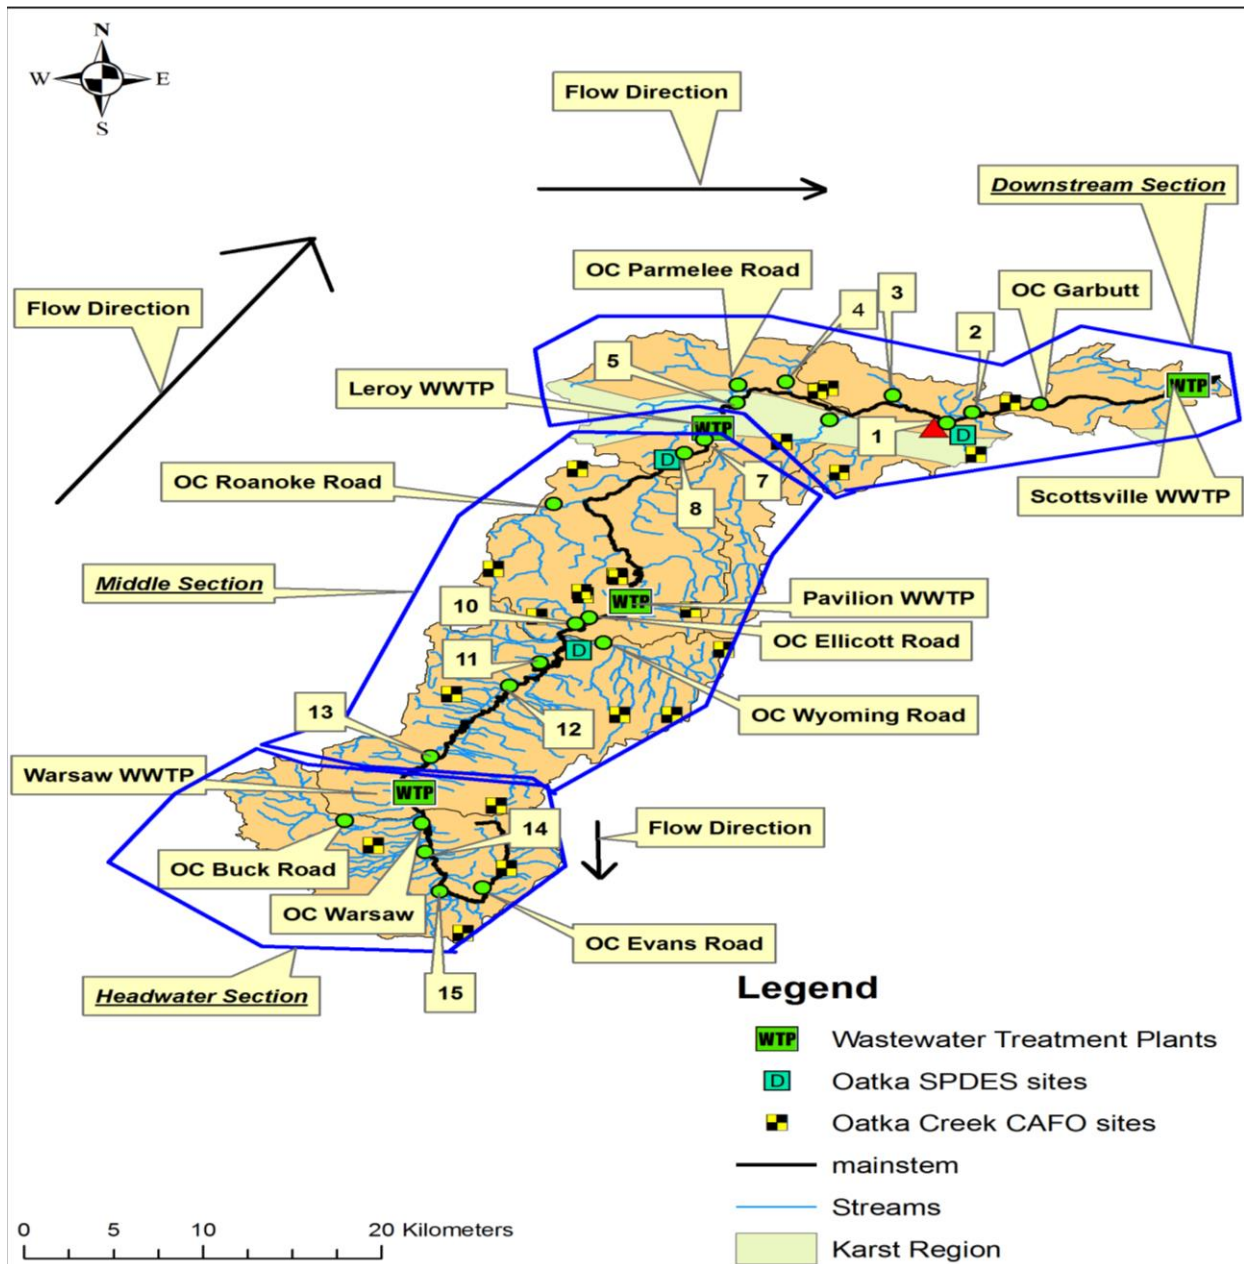 N
W E
S
Flow Direction
Downstream Section
OC Parmelee Road
3
OC Garbutt
Flow Direction
4
2
5
Leroy WWTP
WTP
WTP
1
D
OC Roanoke Road
D
7
8
Scottsville WWTP
Middle Section
10
WTP
Pavilion WWTP
OC Ellicott Road
11
D
12
OC Wyoming Road
13
Warsaw WWTP
WTP
14
Flow Direction
OC Buck Road
OC Warsaw
OC Evans Road
Headwater Section
15
Legend
WTP Wastewater Treatment Plants
D Oatka SPDES sites
Oatka Creek CAFO sites
mainstem
Streams
Karst Region
0 5 10 20 Kilometers